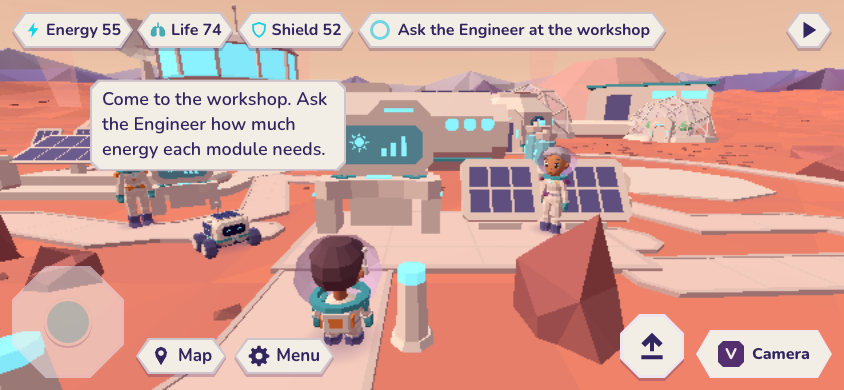 Energy 55
Life 74
Shield 52
Ask the Engineer at the workshop
Come to the workshop. Ask
the Engineer how much
energy each module needs.
Map
Menu
V
Camera